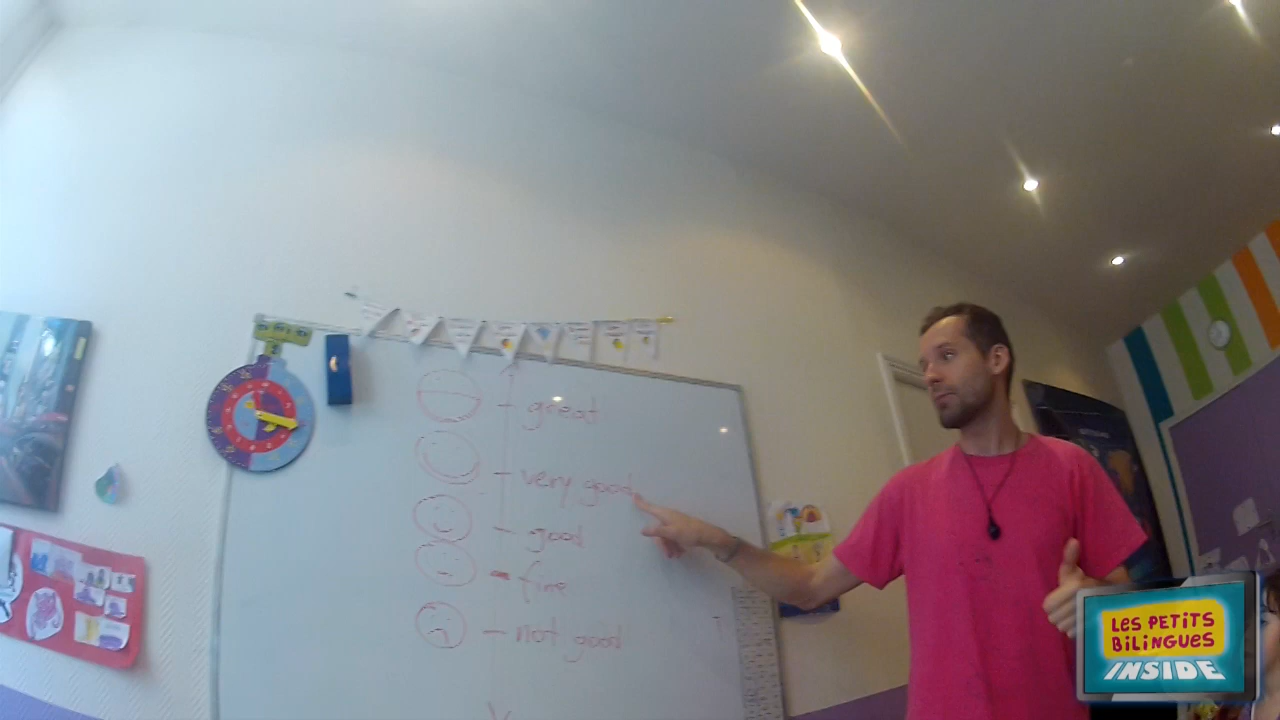 - great
- very good
- good
- fine
- not good
LES PETITS
BILINGUES
INSIDE